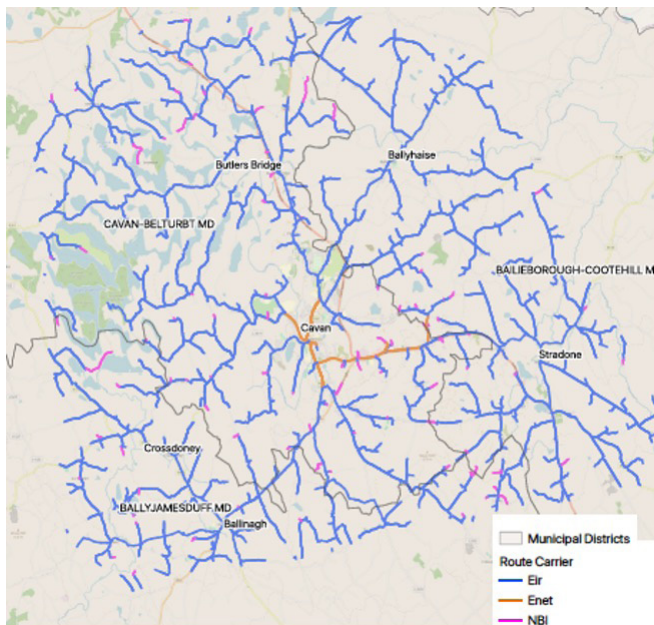 Butlers Bridge
Ballyhaise
CAVAN-BELTURBT MD
BAILIEBOROUGH-COOTEHILL M
Cavan
Stradone
Crossdoney
BALLYJAMESDUFF MD
Ballinagh
Municipal Districts
Route Carrier
Eir
Enet
NBI